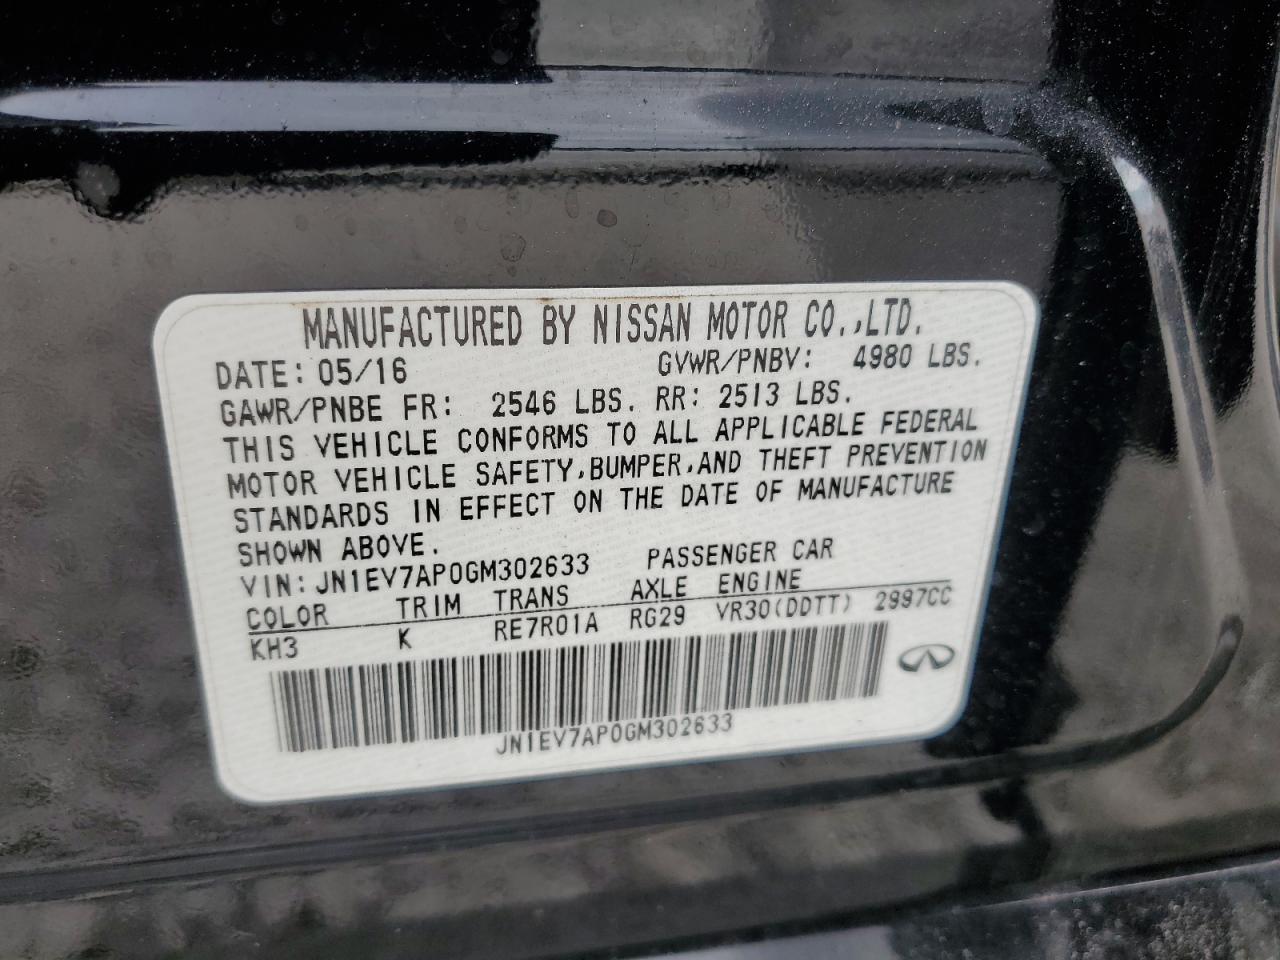 MANUFACTURED BY NISSAN MOTOR CO.,LTD.
DATE: 05/16 GVWR/PNBV: 4980 LBS.
GAWR/PNBE FR: 2546 LBS. RR: 2513 LBS.
THIS VEHICLE CONFORMS TO ALL APPLICABLE FEDERAL
MOTOR VEHICLE SAFETY,BUMPER,AND THEFT PREVENTION
STANDARDS IN EFFECT ON THE DATE OF MANUFACTURE
SHOWN ABOVE.
VIN: JN1EV7AP0GM302633 PASSENGER CAR
COLOR TRIM TRANS AXLE ENGINE
KH3 K RE7R01A RG29 VR30(DDTT) 2997CC
JN1EV7AP0GM302633